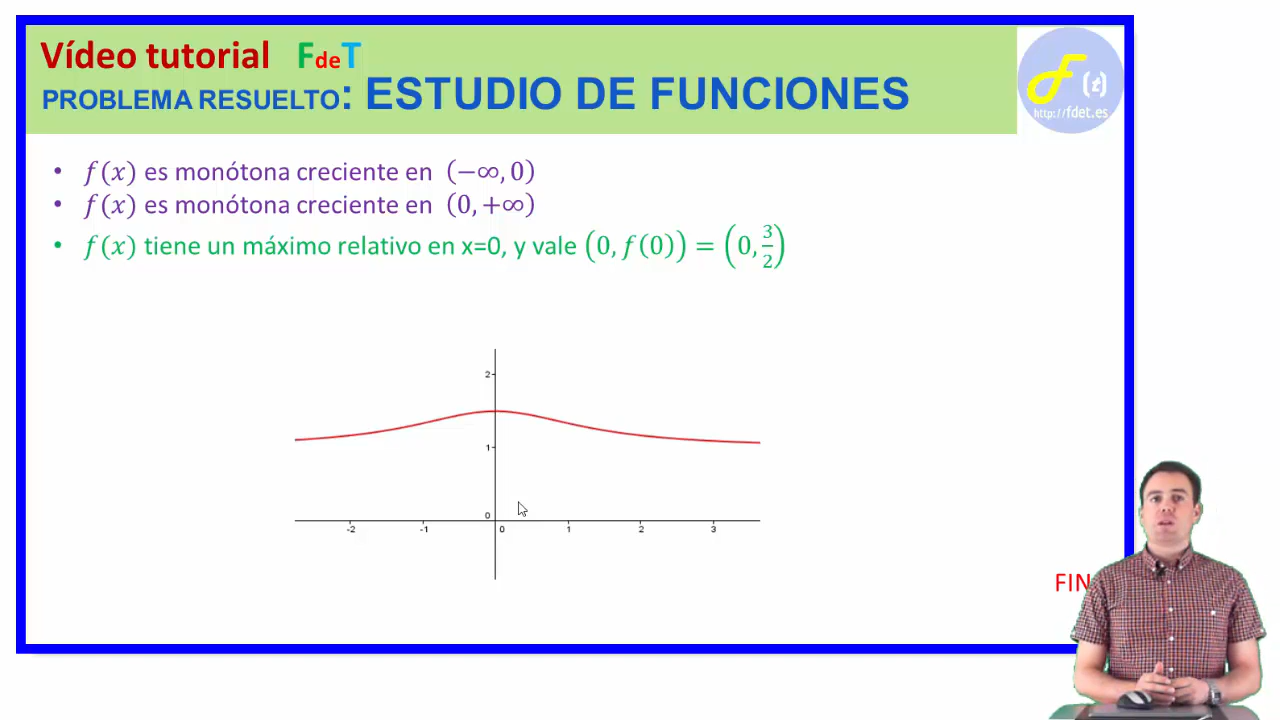 Vídeo tutorial FdeT
PROBLEMA RESUELTO: ESTUDIO DE FUNCIONES
F(x)
http://fdet.es
• f(x) es monótona creciente en (−∞,0)
• f(x) es monótona creciente en (0,+∞)
• f(x) tiene un máximo relativo en x=0, y vale (0,f(0)) = (0,3/2)
2
1
0
-2 -1 0 1 2 3
FIN